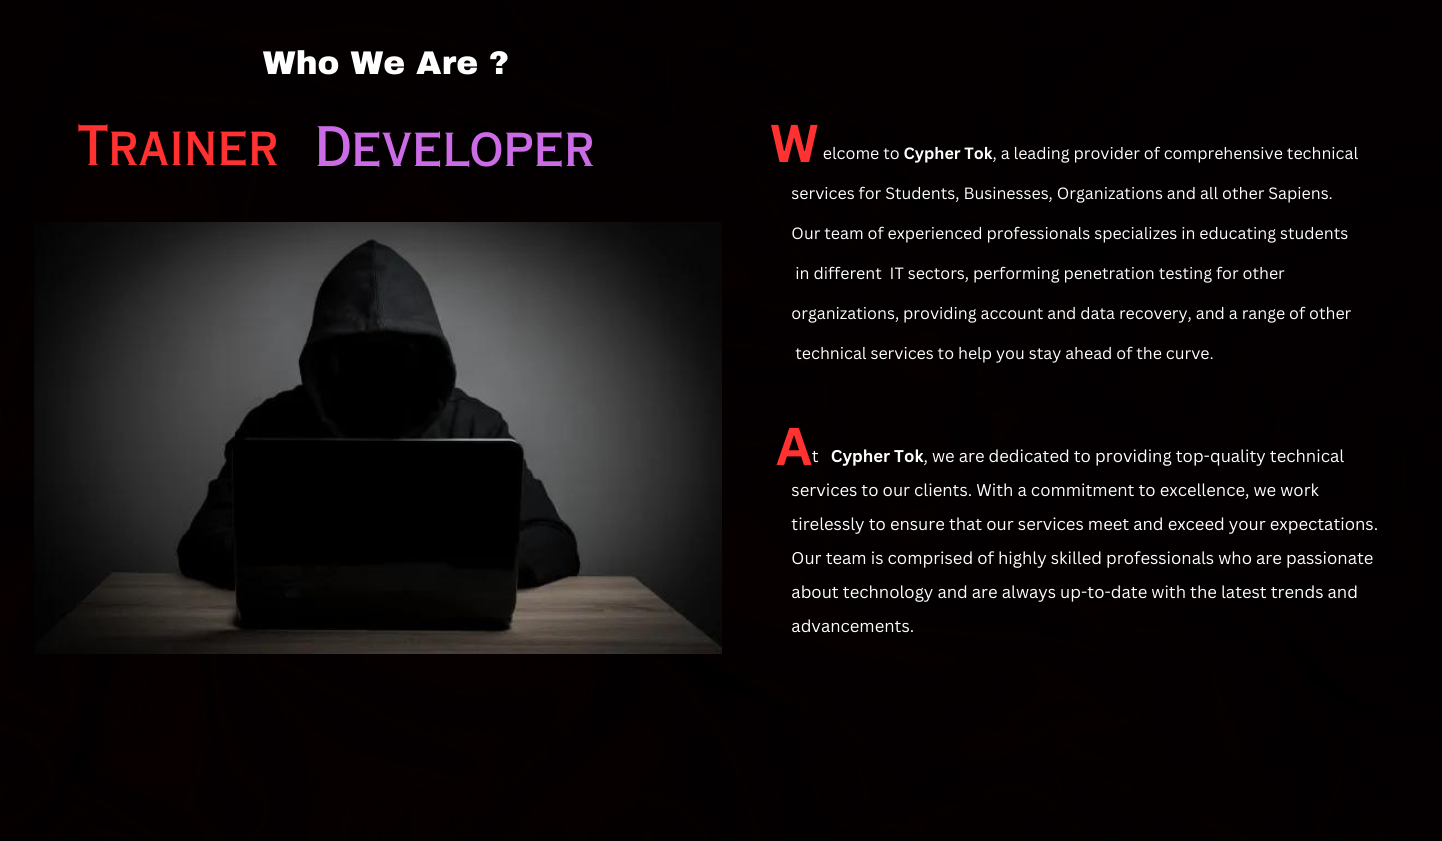 Who We Are ?
TRAINER DEVELOPER
Welcome to Cypher Tok, a leading provider of comprehensive technical
services for Students, Businesses, Organizations and all other Sapiens.
Our team of experienced professionals specializes in educating students
in different IT sectors, performing penetration testing for other
organizations, providing account and data recovery, and a range of other
technical services to help you stay ahead of the curve.
At Cypher Tok, we are dedicated to providing top-quality technical
services to our clients. With a commitment to excellence, we work
tirelessly to ensure that our services meet and exceed your expectations.
Our team is comprised of highly skilled professionals who are passionate
about technology and are always up-to-date with the latest trends and
advancements.